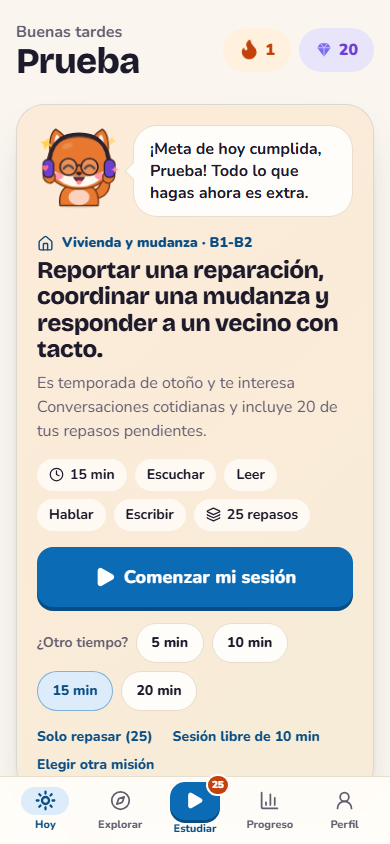 Buenas tardes
Prueba
1
20
¡Meta de hoy cumplida,
Prueba! Todo lo que
hagas ahora es extra.
Vivienda y mudanza · B1-B2
Reportar una reparación,
coordinar una mudanza y
responder a un vecino con
tacto.
Es temporada de otoño y te interesa
Conversaciones cotidianas y incluye 20 de
tus repasos pendientes.
15 min
Escuchar
Leer
Hablar
Escribir
25 repasos
Comenzar mi sesión
¿Otro tiempo?
5 min
10 min
15 min
20 min
Solo repasar (25)
Sesión libre de 10 min
Elegir otra misión
25
Hoy
Explorar
Estudiar
Progreso
Perfil